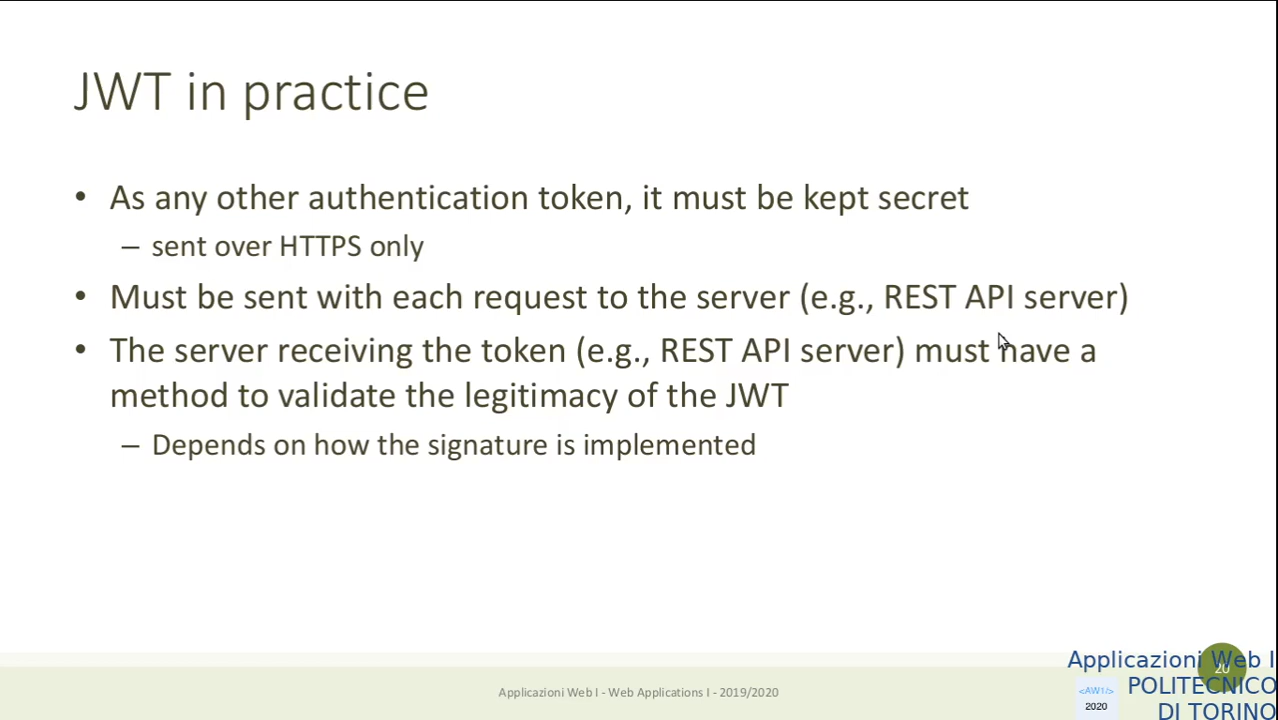 JWT in practice
• As any other authentication token, it must be kept secret
– sent over HTTPS only
• Must be sent with each request to the server (e.g., REST API server)
• The server receiving the token (e.g., REST API server) must have a
method to validate the legitimacy of the JWT
– Depends on how the signature is implemented
Applicazioni Web I - Web Applications I - 2019/2020
20
Applicazioni Web I
POLITECNICO
DI TORINO
<AW1/>
2020